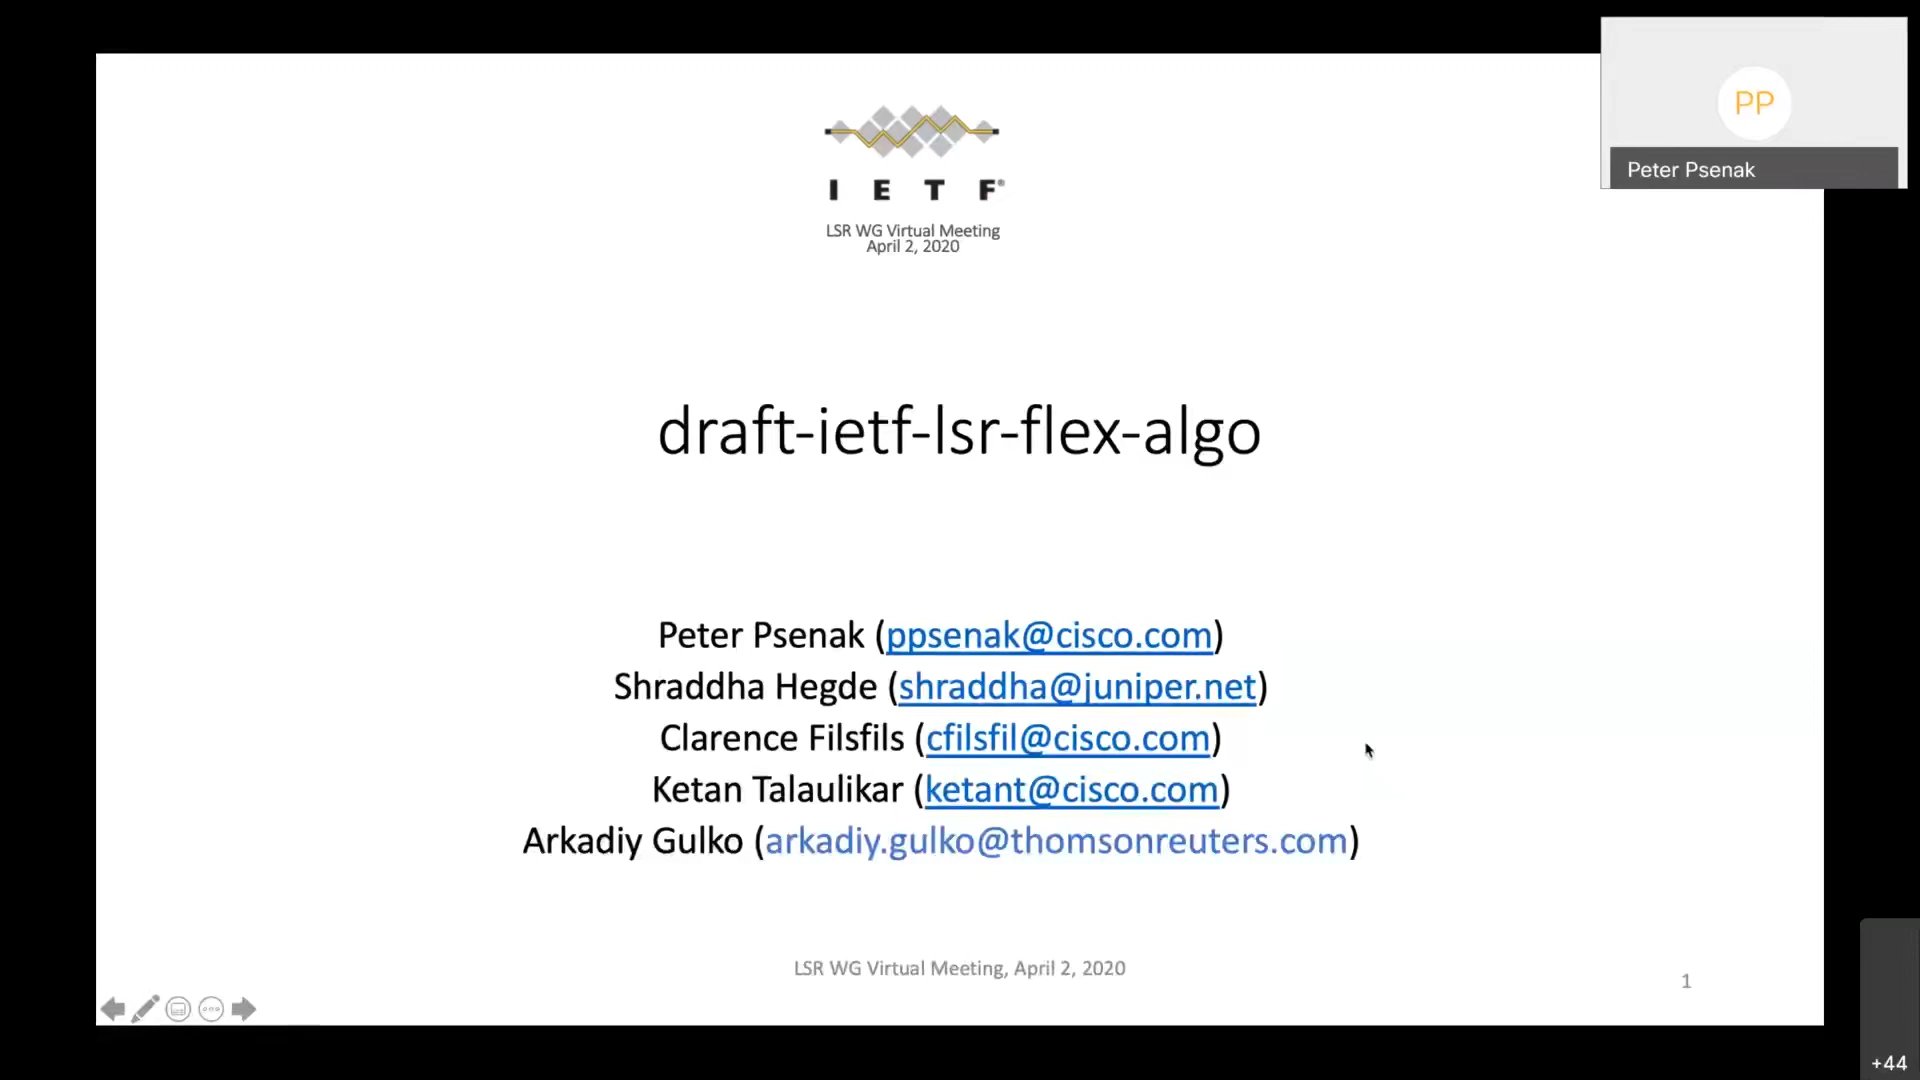 PP
Peter Psenak
I E T F®
LSR WG Virtual Meeting
April 2, 2020
draft-ietf-lsr-flex-algo
Peter Psenak (ppsenak@cisco.com)
Shraddha Hegde (shraddha@juniper.net)
Clarence Filsfils (cfilsfil@cisco.com)
Ketan Talaulikar (ketant@cisco.com)
Arkadiy Gulko (arkadiy.gulko@thomsonreuters.com)
LSR WG Virtual Meeting, April 2, 2020
1
+44